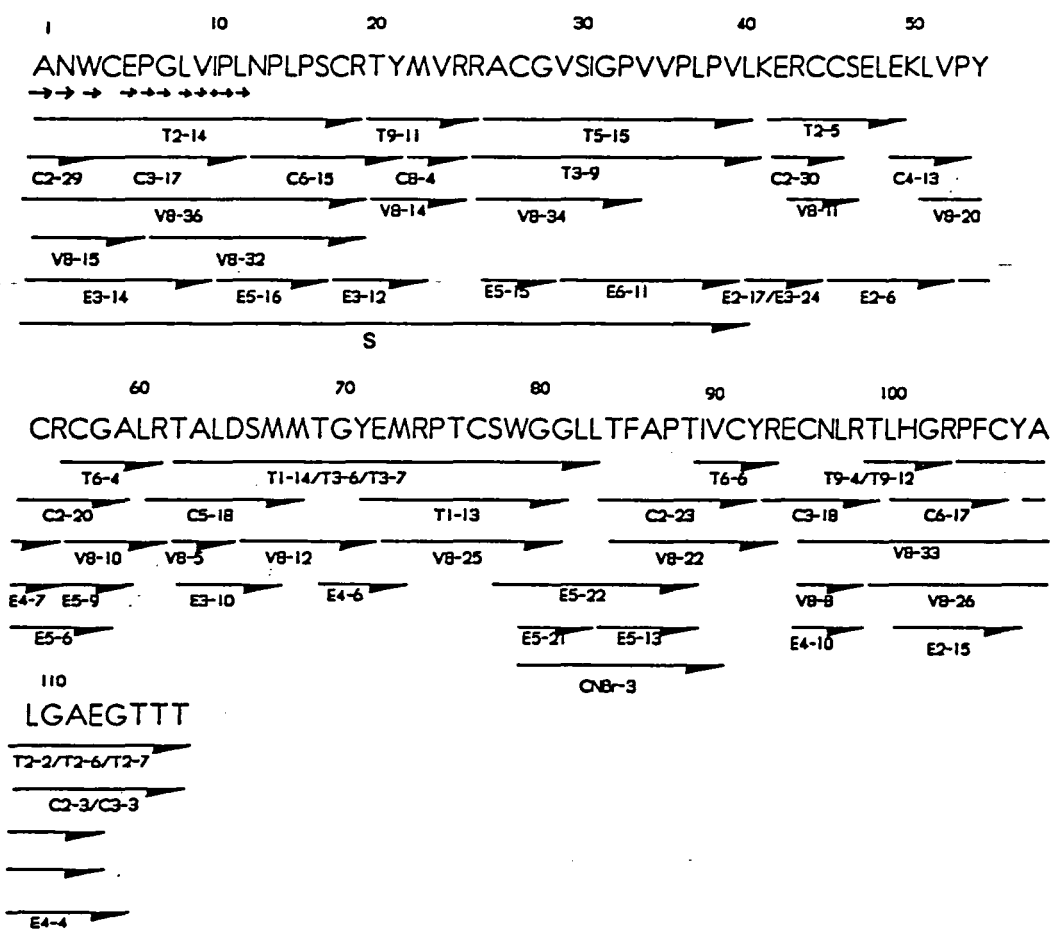 1 10 20 30 40 50
ANWCEPGLVIPLNPLPSCRTYMVRRACGVSIGPVVPLPVLKERCCSELEKLVPY
T2-14 T9-11 T5-15 T2-5
C2-29 C3-17 C6-15 C8-4 T3-9 C2-30 C4-13
V8-36 V8-14 V8-34 V8-11 V8-20
V8-15 V8-32
E3-14 E5-16 E3-12 E5-15 E6-11 E2-17/E3-24 E2-6
S
60 70 80 90 100
CRCGALRTALDSMMTGYEMRPTCSWGGLLTFAPTIVCYRECNLRTLHGRPFCYA
T6-4 T1-14/T3-6/T3-7 T6-6 T9-4/T9-12
C2-20 C5-18 T1-13 C2-23 C3-18 C6-17
V8-10 V8-5 V8-12 V8-25 V8-22 V8-33
E4-7 E5-9 E3-10 E4-6 E5-22 V8-8 V8-26
E5-6 E5-21 E5-13 E4-10 E2-15
CNBr-3
110
LGAEGTTT
T2-2/T2-6/T2-7
C2-3/C3-3
E4-4